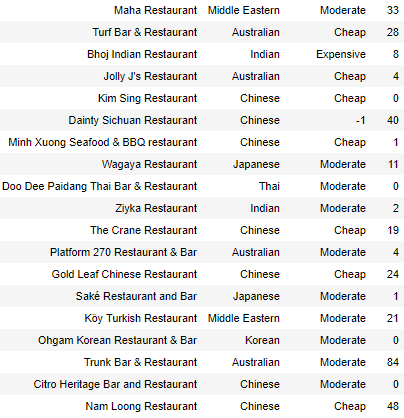 Maha Restaurant Middle Eastern Moderate 33
Turf Bar & Restaurant Australian Cheap 28
Bhoj Indian Restaurant Indian Expensive 8
Jolly J's Restaurant Australian Cheap 4
Kim Sing Restaurant Chinese Cheap 0
Dainty Sichuan Restaurant Chinese -1 40
Minh Xuong Seafood & BBQ restaurant Chinese Cheap 1
Wagaya Restaurant Japanese Moderate 11
Doo Dee Paidang Thai Bar & Restaurant Thai Moderate 0
Ziyka Restaurant Indian Moderate 2
The Crane Restaurant Chinese Cheap 19
Platform 270 Restaurant & Bar Australian Moderate 4
Gold Leaf Chinese Restaurant Chinese Cheap 24
Saké Restaurant and Bar Japanese Moderate 1
Köy Turkish Restaurant Middle Eastern Moderate 21
Ohgam Korean Restaurant & Bar Korean Moderate 0
Trunk Bar & Restaurant Australian Moderate 84
Citro Heritage Bar and Restaurant Chinese Moderate 0
Nam Loong Restaurant Chinese Cheap 48